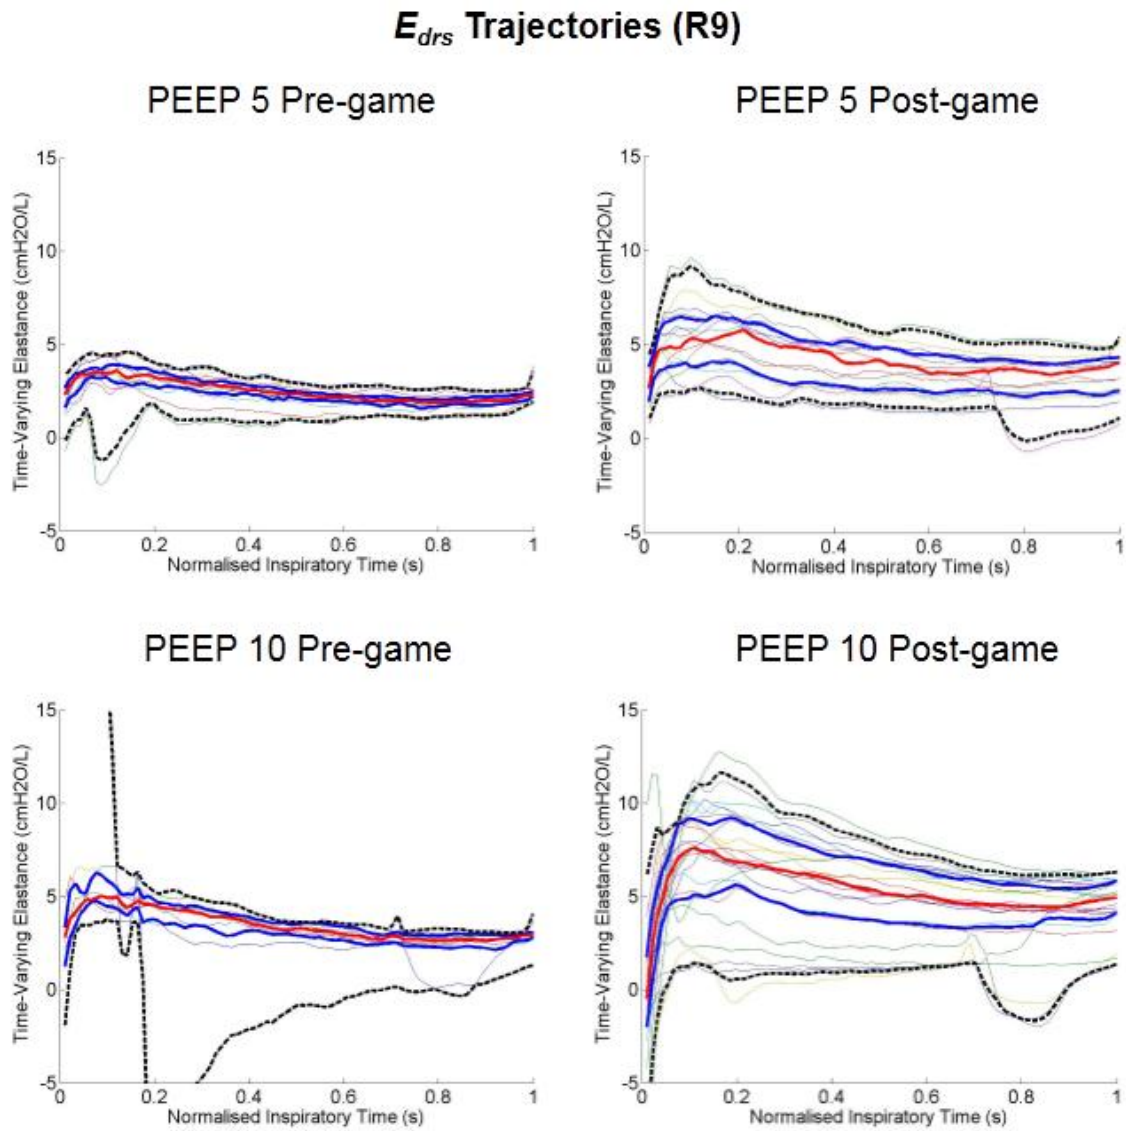 E_drs Trajectories (R9)
PEEP 5 Pre-game
Time-Varying Elastance (cmH2O/L)
15
10
5
0
-5
0 0.2 0.4 0.6 0.8 1
Normalised Inspiratory Time (s)
PEEP 5 Post-game
Time-Varying Elastance (cmH2O/L)
15
10
5
0
-5
0 0.2 0.4 0.6 0.8 1
Normalised Inspiratory Time (s)
PEEP 10 Pre-game
Time-Varying Elastance (cmH2O/L)
15
10
5
0
-5
0 0.2 0.4 0.6 0.8 1
Normalised Inspiratory Time (s)
PEEP 10 Post-game
Time-Varying Elastance (cmH2O/L)
15
10
5
0
-5
0 0.2 0.4 0.6 0.8 1
Normalised Inspiratory Time (s)